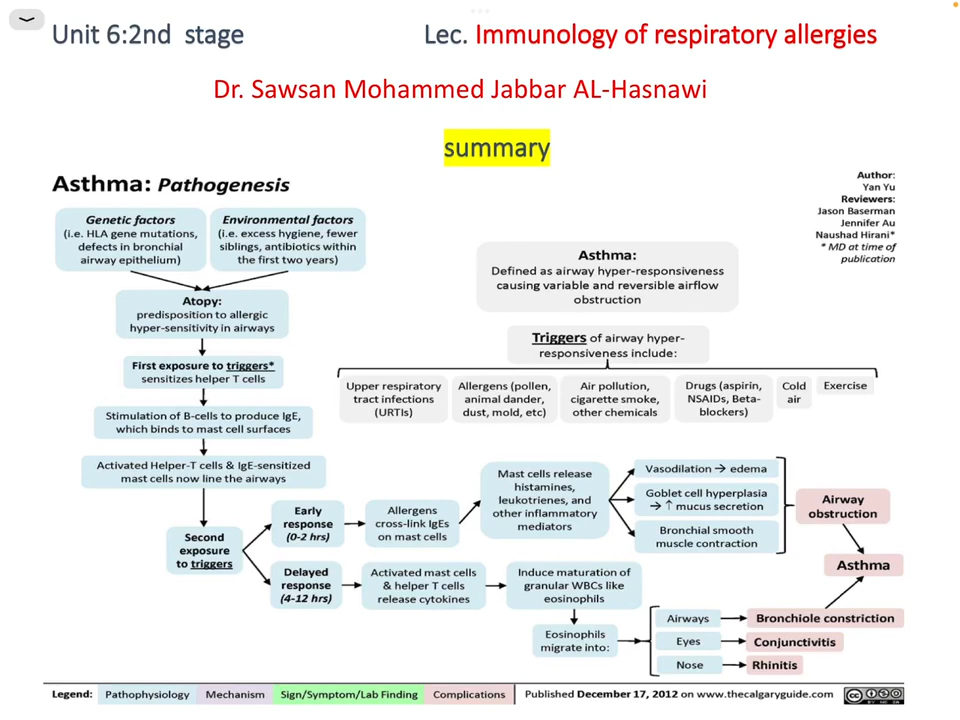 Unit 6:2nd stage
Lec. Immunology of respiratory allergies
Dr. Sawsan Mohammed Jabbar AL-Hasnawi
summary
Asthma: Pathogenesis
Author:
Yan Yu
Reviewers:
Jason Baserman
Jennifer Au
Naushad Hirani*
* MD at time of
publication
Genetic factors
(i.e. HLA gene mutations,
defects in bronchial
airway epithelium)
Environmental factors
(i.e. excess hygiene, fewer
siblings, antibiotics within
the first two years)
Atopy:
predisposition to allergic
hyper-sensitivity in airways
First exposure to triggers*
sensitizes helper T cells
Stimulation of B-cells to produce IgE,
which binds to mast cell surfaces
Activated Helper-T cells & IgE-sensitized
mast cells now line the airways
Second
exposure
to triggers
Asthma:
Defined as airway hyper-responsiveness
causing variable and reversible airflow
obstruction
Triggers of airway hyper-
responsiveness include:
Upper respiratory
tract infections
(URTIs)
Allergens (pollen,
animal dander,
dust, mold, etc)
Air pollution,
cigarette smoke,
other chemicals
Drugs (aspirin,
NSAIDs, Beta-
blockers)
Cold
air
Exercise
Early
response
(0-2 hrs)
Allergens
cross-link IgEs
on mast cells
Mast cells release
histamines,
leukotrienes, and
other inflammatory
mediators
Vasodilation → edema
Goblet cell hyperplasia
→ ↑ mucus secretion
Bronchial smooth
muscle contraction
Airway
obstruction
Asthma
Delayed
response
(4-12 hrs)
Activated mast cells
& helper T cells
release cytokines
Induce maturation of
granular WBCs like
eosinophils
Eosinophils
migrate into:
Airways
Bronchiole constriction
Eyes
Conjunctivitis
Nose
Rhinitis
Legend: Pathophysiology Mechanism Sign/Symptom/Lab Finding Complications Published December 17, 2012 on www.thecalgaryguide.com